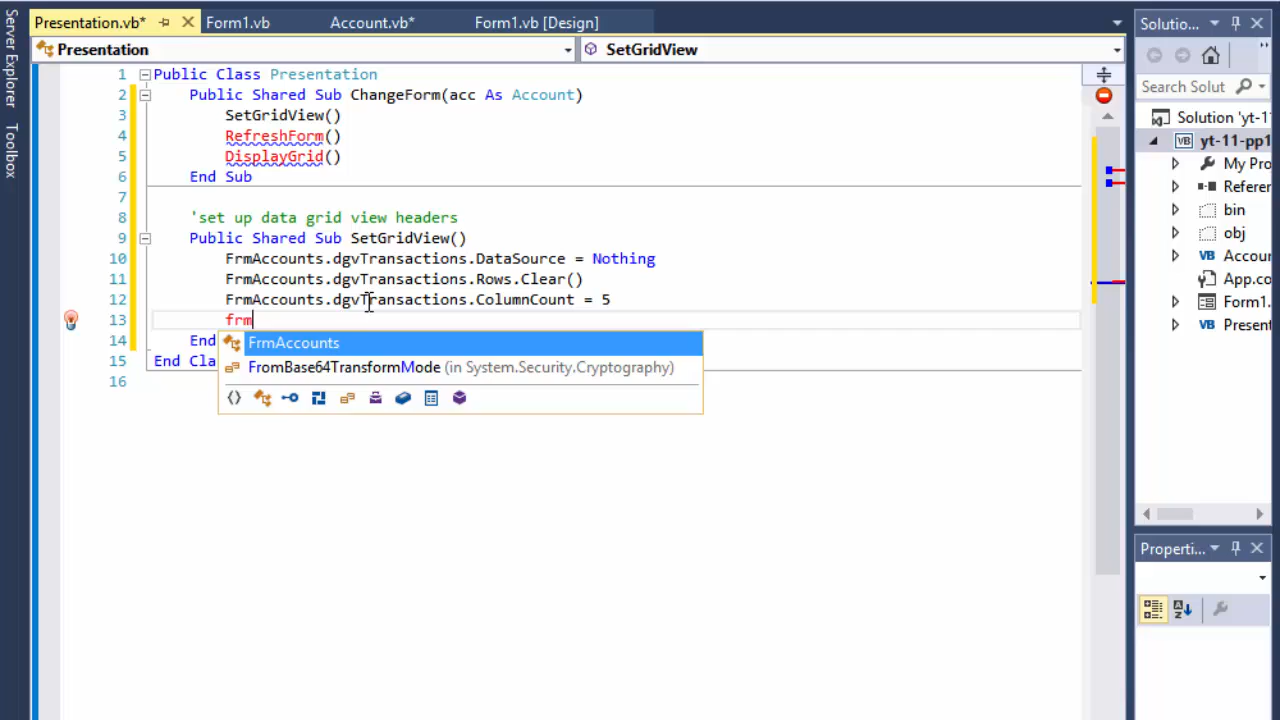 Server Explorer
Toolbox
Presentation.vb*
Form1.vb
Account.vb*
Form1.vb [Design]
Presentation
SetGridView
1 Public Class Presentation
2 Public Shared Sub ChangeForm(acc As Account)
3 SetGridView()
4 RefreshForm()
5 DisplayGrid()
6 End Sub
7
8 'set up data grid view headers
9 Public Shared Sub SetGridView()
10 FrmAccounts.dgvTransactions.DataSource = Nothing
11 FrmAccounts.dgvTransactions.Rows.Clear()
12 FrmAccounts.dgvTransactions.ColumnCount = 5
13 frm
14 End
15 End Cla
16
FrmAccounts
FromBase64TransformMode (in System.Security.Cryptography)
Solutio...
Search Solut
Solution 'yt-1
yt-11-pp1
My Pro
Referen
bin
obj
Accoun
App.co
Form1.
Present
Properti...